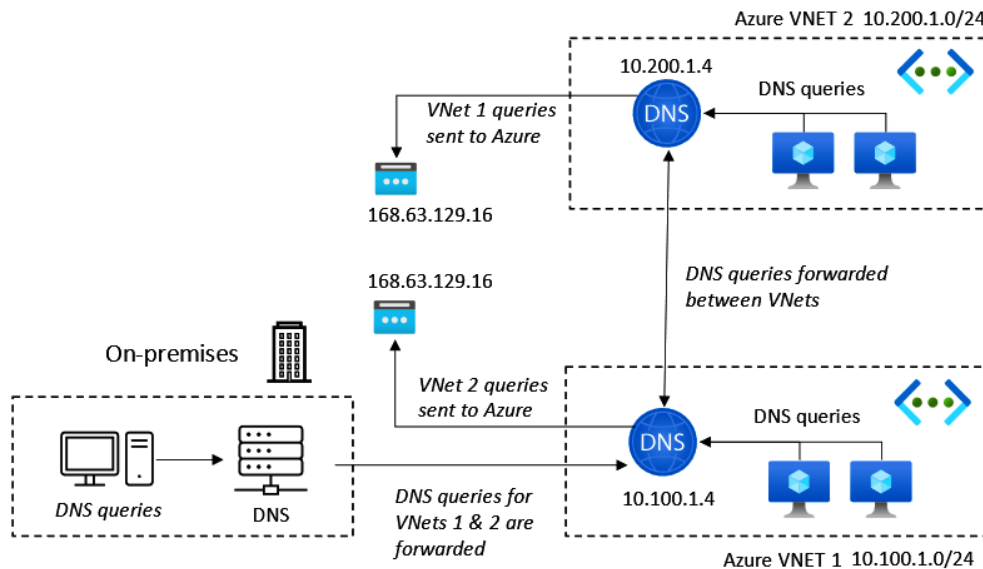 Azure VNET 2 10.200.1.0/24
10.200.1.4
DNS queries
DNS
VNet 1 queries
sent to Azure
168.63.129.16
168.63.129.16
DNS queries forwarded
between VNets
On-premises
VNet 2 queries
sent to Azure
DNS queries
DNS
10.100.1.4
DNS queries
DNS
DNS queries for
VNets 1 & 2 are
forwarded
Azure VNET 1 10.100.1.0/24